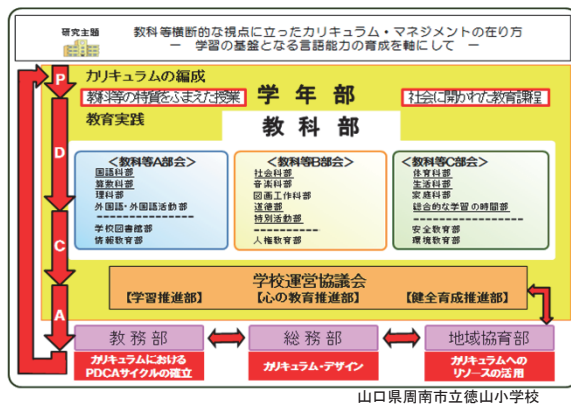 研究主題
教科等横断的な視点に立ったカリキュラム・マネジメントの在り方
－ 学習の基盤となる言語能力の育成を軸にして －
P
カリキュラムの編成
教科等の特質をふまえた授業
学年部
社会に開かれた教育課程
教育実践
教科部
D
＜教科等A部会＞
国語科部
算数科部
理科部
外国語・外国語活動部
----------------
学校図書館部
情報教育部
＜教科等B部会＞
社会科部
音楽科部
図画工作科部
道徳部
特別活動部
----------------
人権教育部
＜教科等C部会＞
体育科部
生活科部
家庭科部
総合的な学習の時間部
----------------
安全教育部
環境教育部
C
学校運営協議会
【学習推進部】 【心の教育推進部】 【健全育成推進部】
A
教務部
総務部
地域協育部
カリキュラムにおける
PDCAサイクルの確立
カリキュラム・デザイン
カリキュラムへの
リソースの活用
山口県周南市立徳山小学校